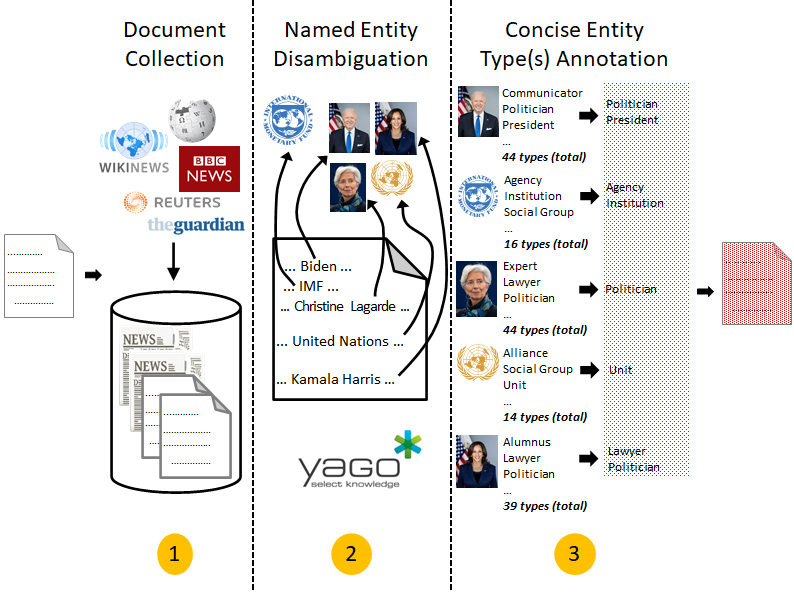 Document
Collection
WIKINEWS
W
BBC
NEWS
REUTERS
theguardian
NEWS
NEWS
1
Named Entity
Disambiguation
INTERNATIONAL MONETARY FUND
... Biden ...
... IMF ...
... Christine Lagarde ...
... United Nations ...
... Kamala Harris ...
yago
select knowledge
2
Concise Entity
Type(s) Annotation
Communicator
Politician
President
...
44 types (total)
Politician
President
Agency
Institution
Social Group
...
16 types (total)
Agency
Institution
Expert
Lawyer
Politician
...
44 types (total)
Politician
Alliance
Social Group
Unit
...
14 types (total)
Unit
Alumnus
Lawyer
Politician
...
39 types (total)
Lawyer
Politician
3